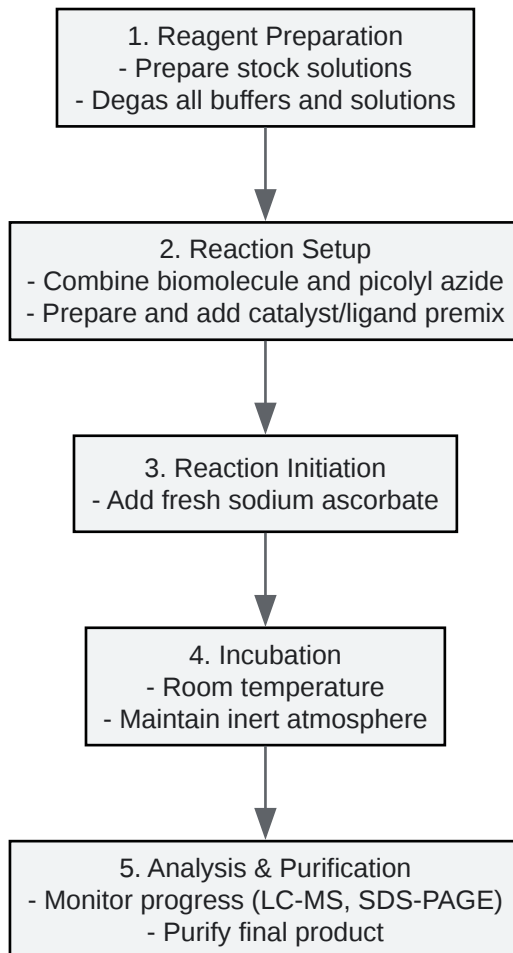 1. Reagent Preparation
- Prepare stock solutions
- Degas all buffers and solutions
2. Reaction Setup
- Combine biomolecule and picolyl azide
- Prepare and add catalyst/ligand premix
3. Reaction Initiation
- Add fresh sodium ascorbate
4. Incubation
- Room temperature
- Maintain inert atmosphere
5. Analysis & Purification
- Monitor progress (LC-MS, SDS-PAGE)
- Purify final product